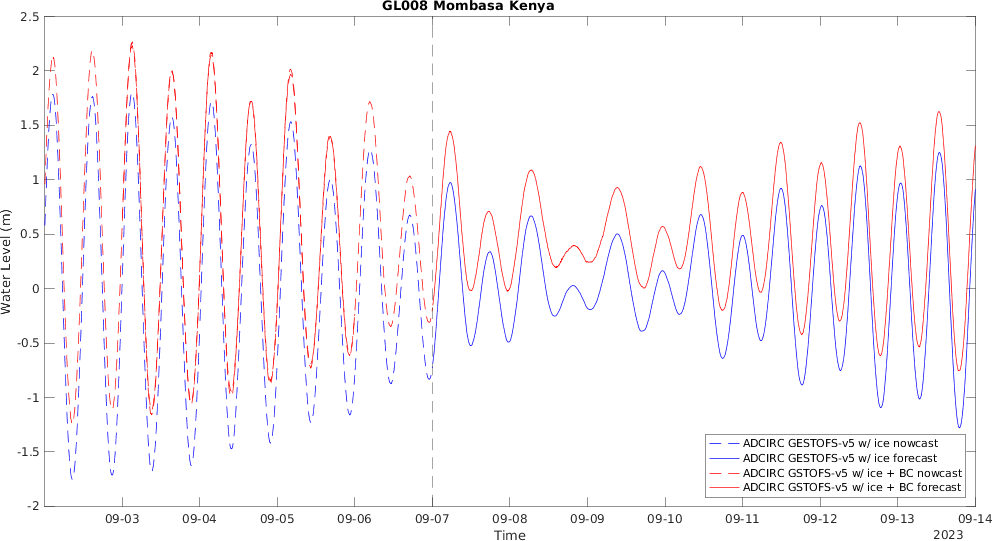 GL008 Mombasa Kenya
2.5
2
1.5
1
0.5
0
-0.5
-1
-1.5
-2
Water Level (m)
ADCIRC GESTOFS-v5 w/ ice nowcast
ADCIRC GESTOFS-v5 w/ ice forecast
ADCIRC GSTOFS-v5 w/ ice + BC nowcast
ADCIRC GSTOFS-v5 w/ ice + BC forecast
09-03 09-04 09-05 09-06 09-07 09-08 09-09 09-10 09-11 09-12 09-13 09-14
Time
2023